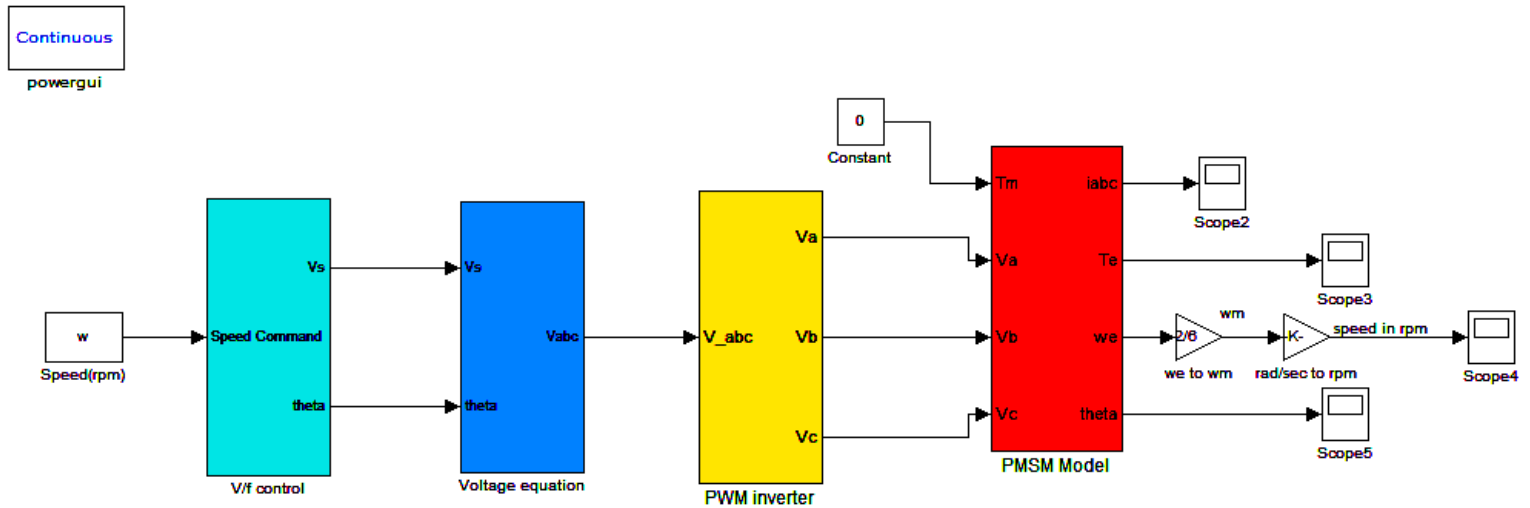 Continuous
powergui
0
Constant
w
Speed(rpm)
Speed Command
Vs
theta
V/f control
Vs
theta
Vabc
Voltage equation
V_abc
Va
Vb
Vc
PWM inverter
Tm
Va
Vb
Vc
iabc
Te
we
theta
PMSM Model
Scope2
Scope3
2/6
we to wm
wm
-K-
rad/sec to rpm
speed in rpm
Scope4
Scope5